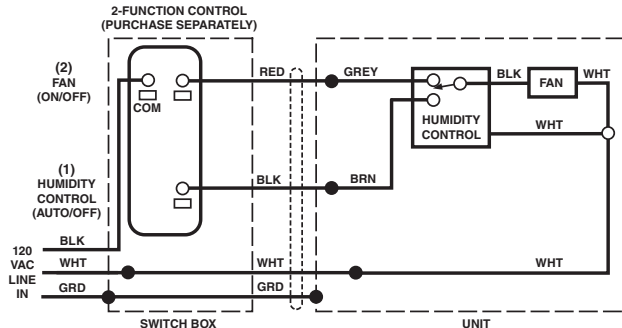 2-FUNCTION CONTROL
(PURCHASE SEPARATELY)
(2)
FAN
(ON/OFF)
COM
RED
GREY
BLK
FAN
WHT
HUMIDITY
CONTROL
WHT
(1)
HUMIDITY
CONTROL
(AUTO/OFF)
BLK
BRN
120
VAC
LINE
IN
BLK
WHT
WHT
WHT
GRD
GRD
SWITCH BOX
UNIT